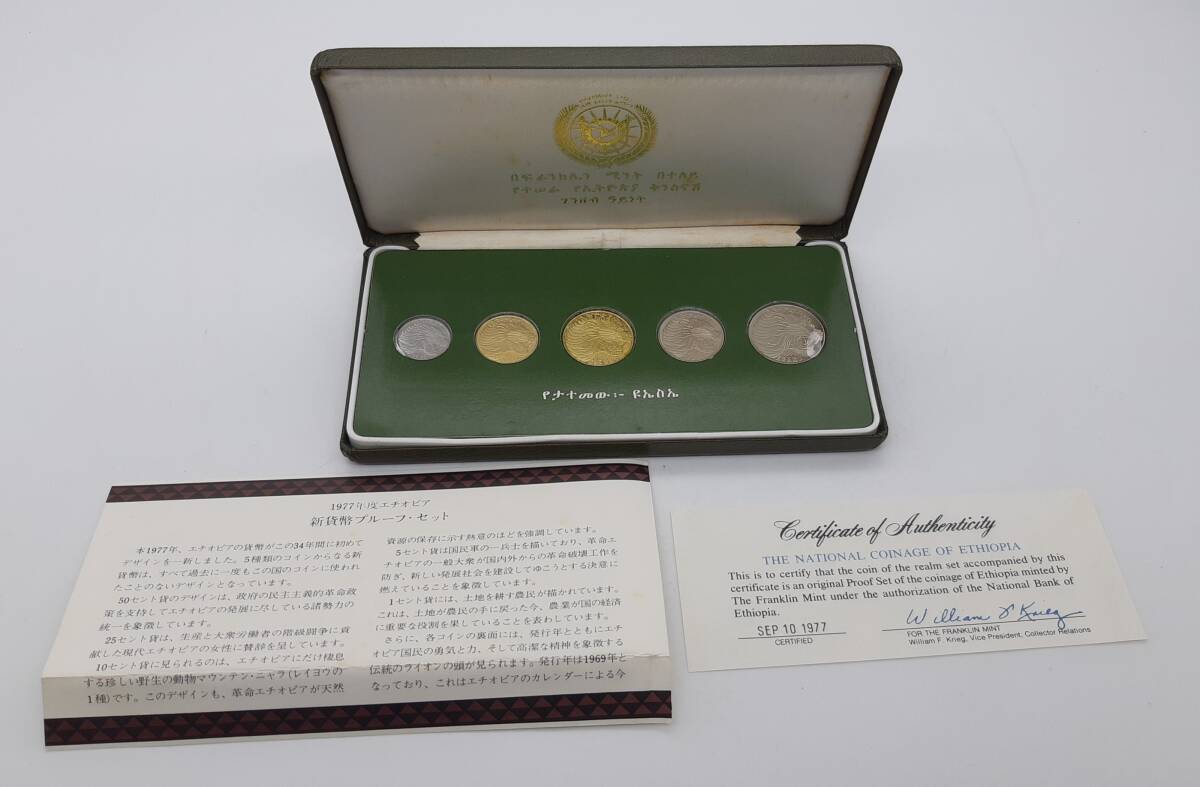 በፍራንክሊን ሚንት በተለይ
የተሠራ የኢትዮጵያ ቅንስናሽ
ገንዘብ ዓይነት
የታተመው፡- ዩኤስኤ
1977年度エチオピア
新貨幣プルーフ・セット
本1977年、エチオピアの貨幣がこの34年間に初めて
デザインを一新しました。5種類のコインからなる新
貨幣は、すべて過去に一度もこの国のコインに使われ
たことのないデザインとなっています。
50セント貨のデザインは、政府の民主主義的革命政
策を支持してエチオピアの発展に尽している諸勢力の
統一を象徴しています。
25セント貨は、生産と大衆労働者の階級闘争に貢
献した現代エチオピアの女性に賛辞を呈しています。
10セント貨に見られるのは、エチオピアにだけ棲息
する珍しい野生の動物マウンテン・ニャラ(レイヨウの
1種)です。このデザインも、革命エチオピアが天然
資源の保存に示す熱意のほどを強調しています。
5セント貨は国民軍の一兵士を描いており、革命エ
チオピアの一般大衆が国内外からの革命破壊工作を
防ぎ、新しい発展社会を建設してゆこうとする決意に
燃えていることを象徴しています。
1セント貨には、土地を耕す農民が描かれています。
これは、土地が農民の手に戻った今、農業が国の経済
に重要な役割を果していることを表わしています。
さらに、各コインの裏面には、発行年とともにエチ
オピア国民の勇気と力、そして高潔な精神を象徴する
伝統のライオンの頭が見られます。発行年は1969年と
なっており、これはエチオピアのカレンダーによる今
Certificate of Authenticity
THE NATIONAL COINAGE OF ETHIOPIA
This is to certify that the coin of the realm set accompanied by this
certificate is an original Proof Set of the coinage of Ethiopia minted by
The Franklin Mint under the authorization of the National Bank of
Ethiopia.
SEP 10 1977
CERTIFIED
William F. Krieg
FOR THE FRANKLIN MINT
William F. Krieg, Vice President, Collector Relations